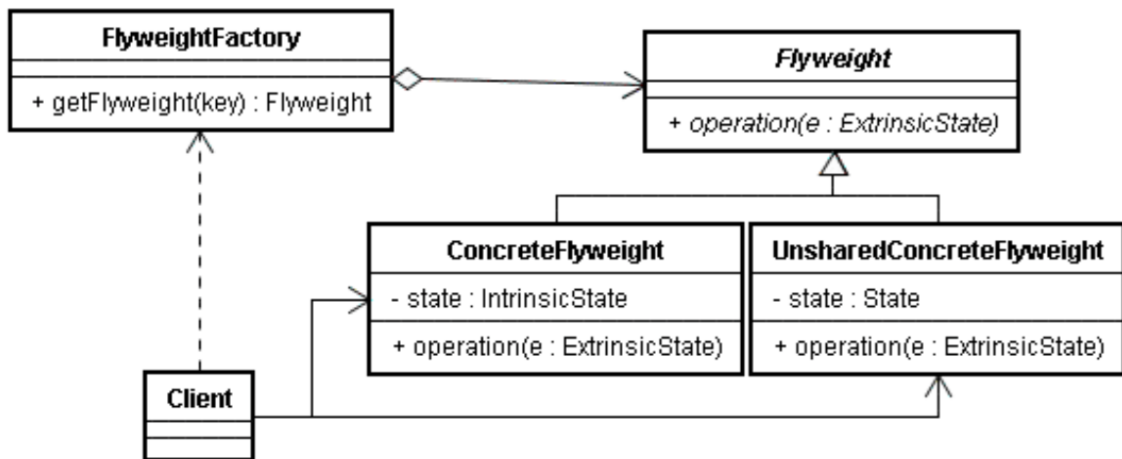 FlyweightFactory
+ getFlyweight(key) : Flyweight
Flyweight
+ operation(e : ExtrinsicState)
ConcreteFlyweight
- state : IntrinsicState
+ operation(e : ExtrinsicState)
UnsharedConcreteFlyweight
- state : State
+ operation(e : ExtrinsicState)
Client